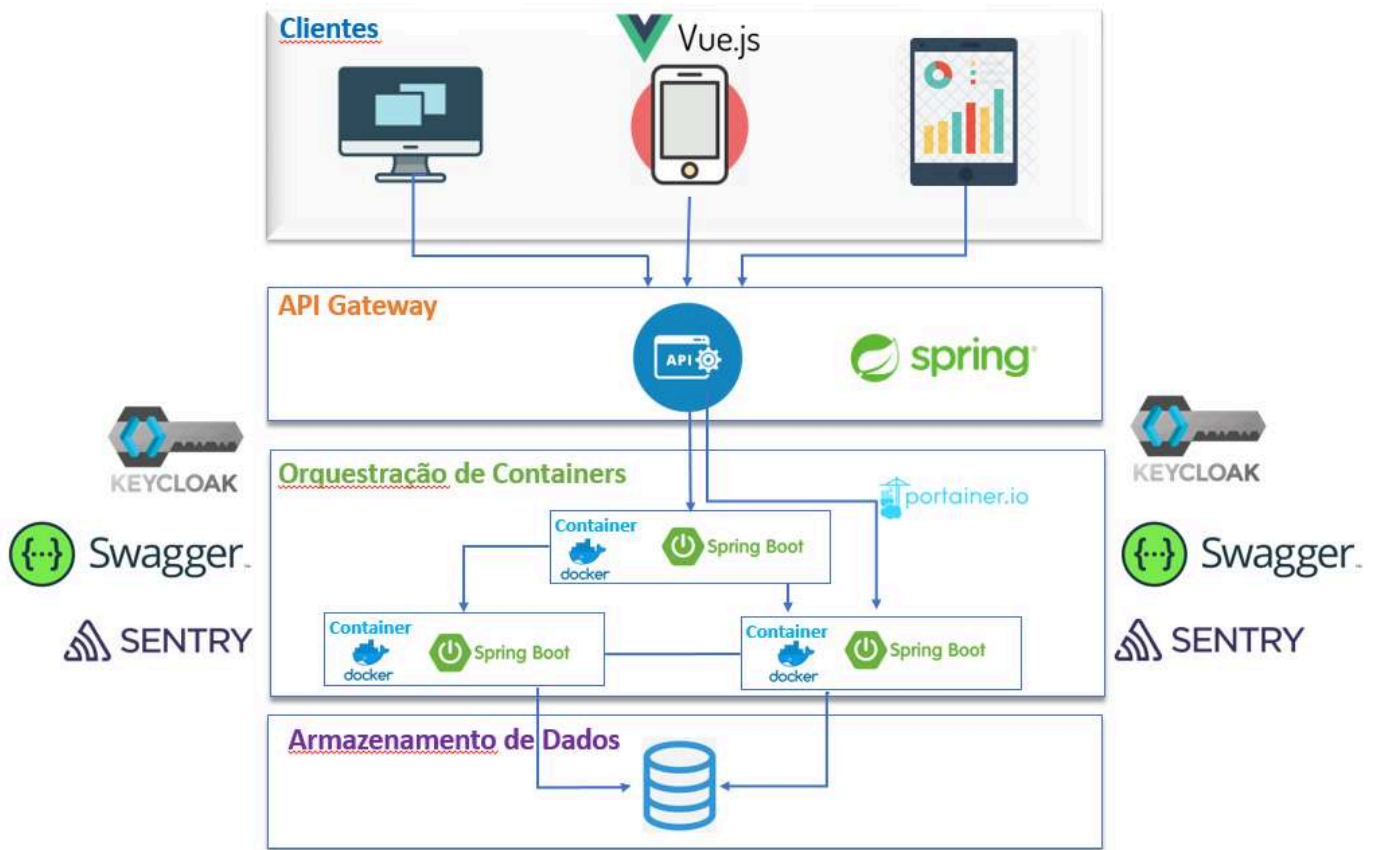 Clientes
Vue.js
API Gateway
API
spring
KEYCLOAK
KEYCLOAK
Orquestração de Containers
portainer.io
Container
docker
Spring Boot
Swagger
Swagger
Container
docker
Spring Boot
Container
docker
Spring Boot
SENTRY
SENTRY
Armazenamento de Dados